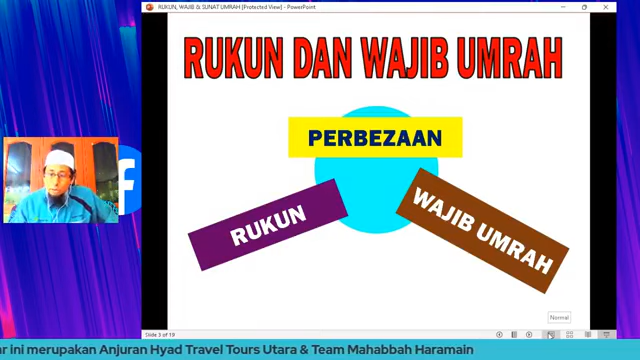 RUKUN, WAJIB & SUNAT UMRAH [Protected View] - PowerPoint
RUKUN DAN WAJIB UMRAH
PERBEZAAN
RUKUN
WAJIB UMRAH
Normal
Slide 3 of 19
ar ini merupakan Anjuran Hyad Travel Tours Utara & Team Mahabbah Haramain